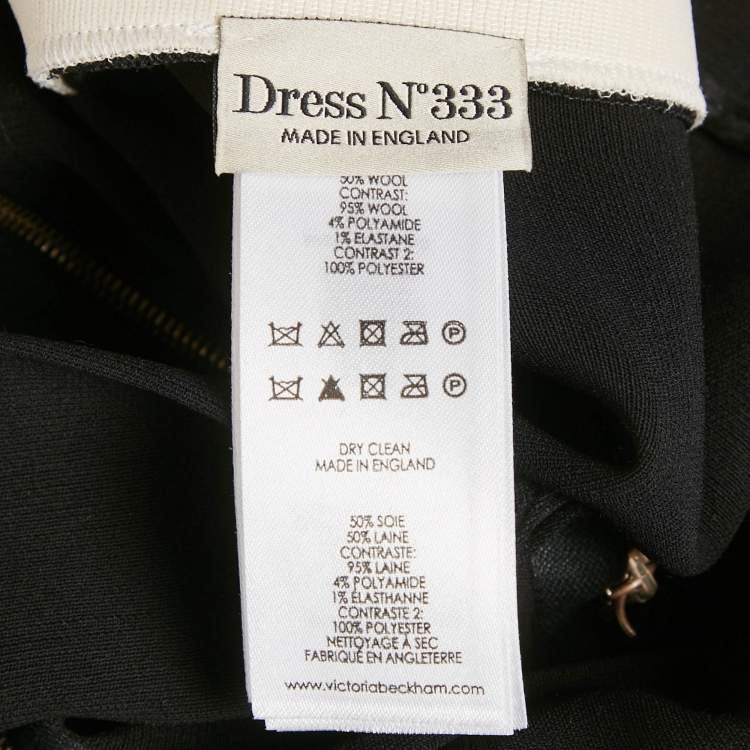 Dress Nº333
MADE IN ENGLAND
50% WOOL
CONTRAST:
95% WOOL
4% POLYAMIDE
1% ELASTANE
CONTRAST 2:
100% POLYESTER
P
P
DRY CLEAN
MADE IN ENGLAND
50% SOIE
50% LAINE
CONTRASTE:
95% LAINE
4% POLYAMIDE
1% ÉLASTHANNE
CONTRASTE 2:
100% POLYESTER
NETTOYAGE À SEC
FABRIQUÉ EN ANGLETERRE
www.victoriabeckham.com